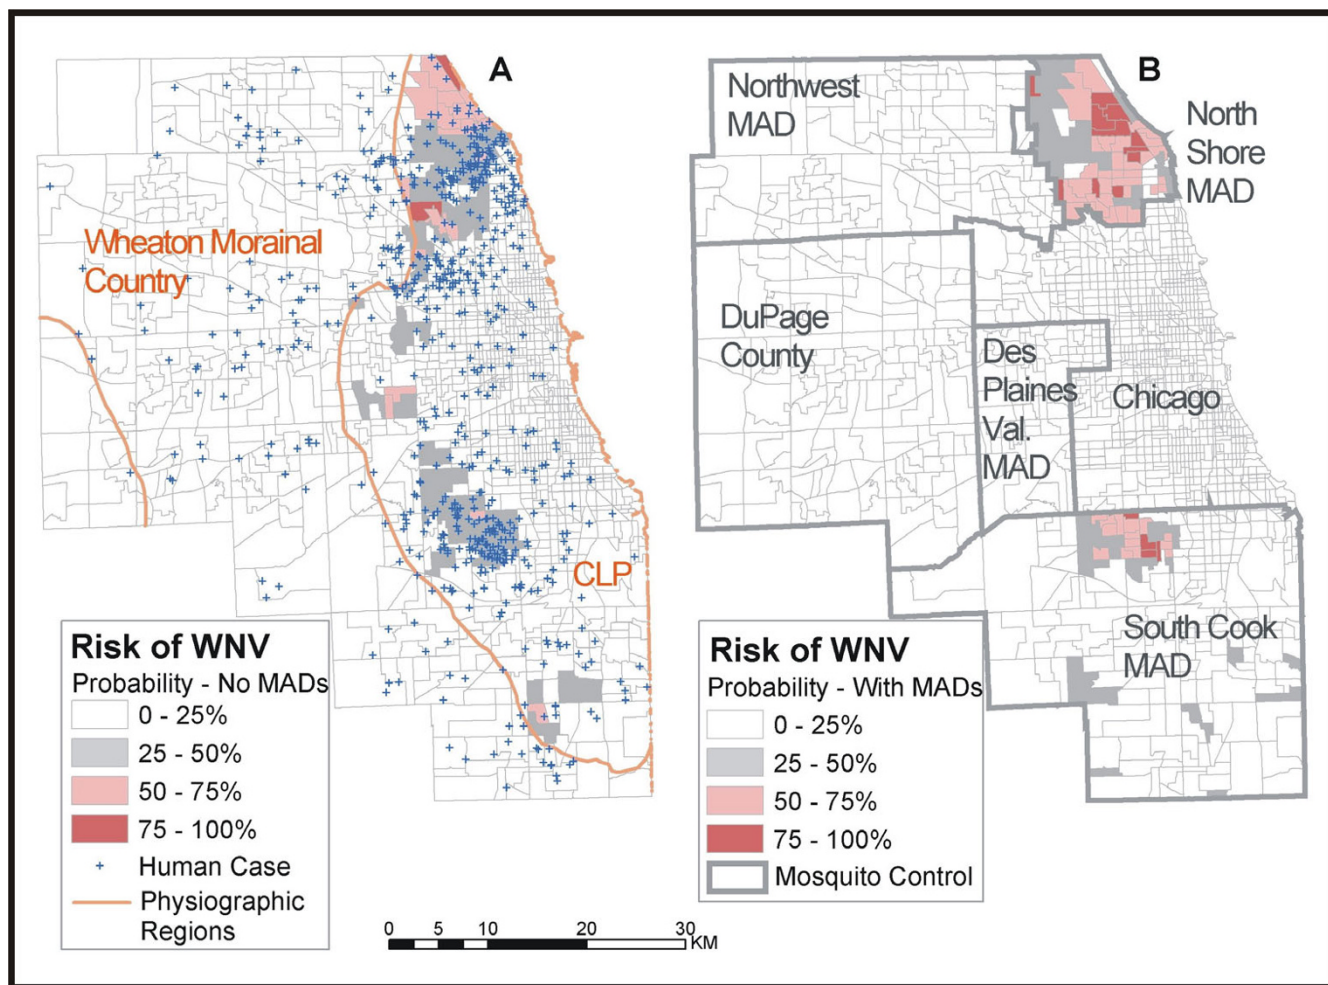 A
Wheaton Morainal
Country
CLP
Risk of WNV
Probability - No MADs
0 - 25%
25 - 50%
50 - 75%
75 - 100%
Human Case
Physiographic
Regions
0 5 10 20 30
KM
B
Northwest
MAD
North
Shore
MAD
DuPage
County
Des
Plaines
Val.
MAD
Chicago
South Cook
MAD
Risk of WNV
Probability - With MADs
0 - 25%
25 - 50%
50 - 75%
75 - 100%
Mosquito Control